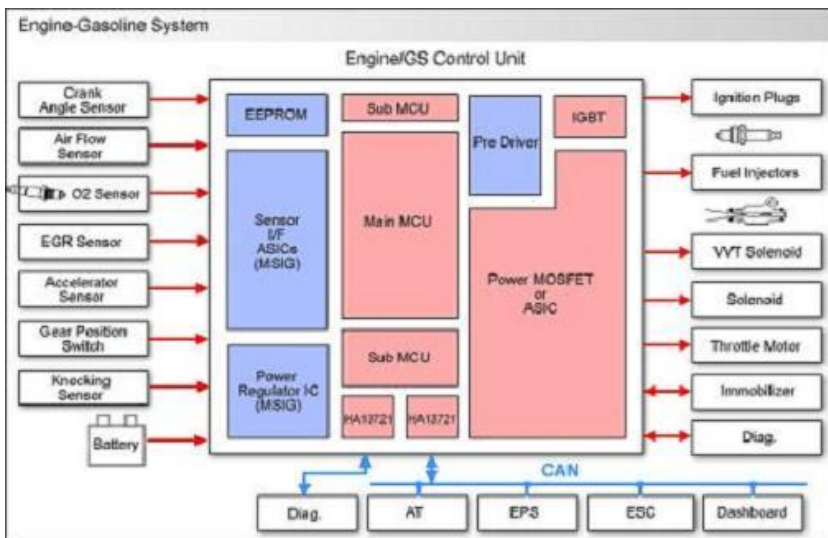 Engine-Gasoline System
Engine/GS Control Unit
Crank
Angle Sensor
Air Flow
Sensor
O2 Sensor
EGR Sensor
Accelerator
Sensor
Gear Position
Switch
Knocking
Sensor
Battery
EEPROM
Sensor
I/F
ASICs
(MSIG)
Power
Regulator IC
(MSIG)
Sub MCU
Main MCU
Sub MCU
HA13721
HA13721
Pre Driver
IGBT
Power MOSFET
or
ASIC
Ignition Plugs
Fuel Injectors
VVT Solenoid
Solenoid
Throttle Motor
Immobilizer
Diag.
CAN
Diag.
AT
EPS
ESC
Dashboard